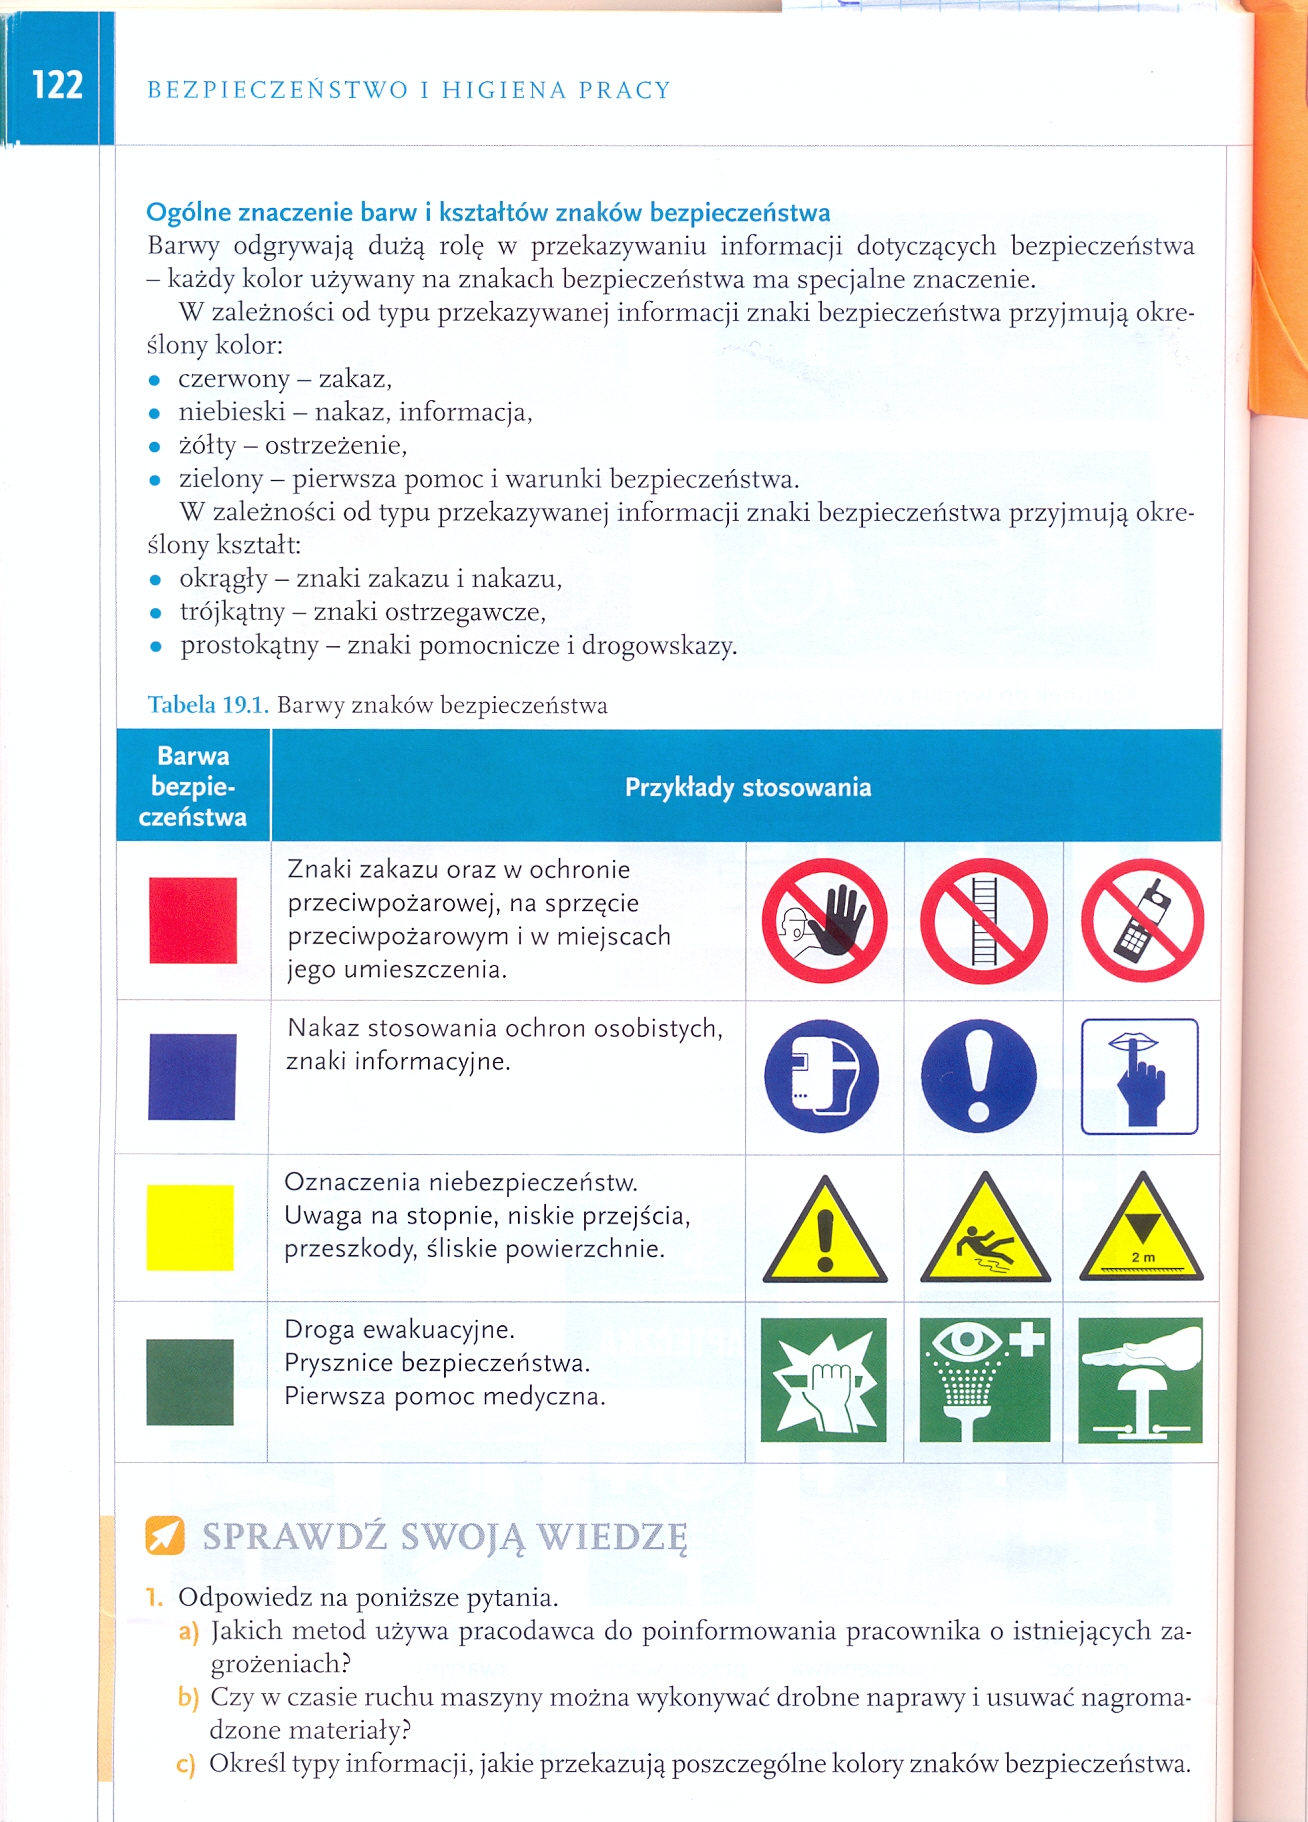 122
BEZPIECZEŃSTWO I HIGIENA PRACY
Ogólne znaczenie barw i kształtów znaków bezpieczeństwa
Barwy odgrywają dużą rolę w przekazywaniu informacji dotyczących bezpieczeństwa
– każdy kolor używany na znakach bezpieczeństwa ma specjalne znaczenie.
W zależności od typu przekazywanej informacji znaki bezpieczeństwa przyjmują okre-
ślony kolor:
• czerwony – zakaz,
• niebieski – nakaz, informacja,
• żółty – ostrzeżenie,
• zielony – pierwsza pomoc i warunki bezpieczeństwa.
W zależności od typu przekazywanej informacji znaki bezpieczeństwa przyjmują okre-
ślony kształt:
• okrągły – znaki zakazu i nakazu,
• trójkątny – znaki ostrzegawcze,
• prostokątny – znaki pomocnicze i drogowskazy.
Tabela 19.1. Barwy znaków bezpieczeństwa
Barwa
bezpie-
czeństwa
Przykłady stosowania
Znaki zakazu oraz w ochronie
przeciwpożarowej, na sprzęcie
przeciwpożarowym i w miejscach
jego umieszczenia.
Nakaz stosowania ochron osobistych,
znaki informacyjne.
Oznaczenia niebezpieczeństw.
Uwaga na stopnie, niskie przejścia,
przeszkody, śliskie powierzchnie.
2 m
Droga ewakuacyjne.
Prysznice bezpieczeństwa.
Pierwsza pomoc medyczna.
SPRAWDŹ SWOJĄ WIEDZĘ
1. Odpowiedz na poniższe pytania.
a) Jakich metod używa pracodawca do poinformowania pracownika o istniejących za-
grożeniach?
b) Czy w czasie ruchu maszyny można wykonywać drobne naprawy i usuwać nagroma-
dzone materiały?
c) Określ typy informacji, jakie przekazują poszczególne kolory znaków bezpieczeństwa.